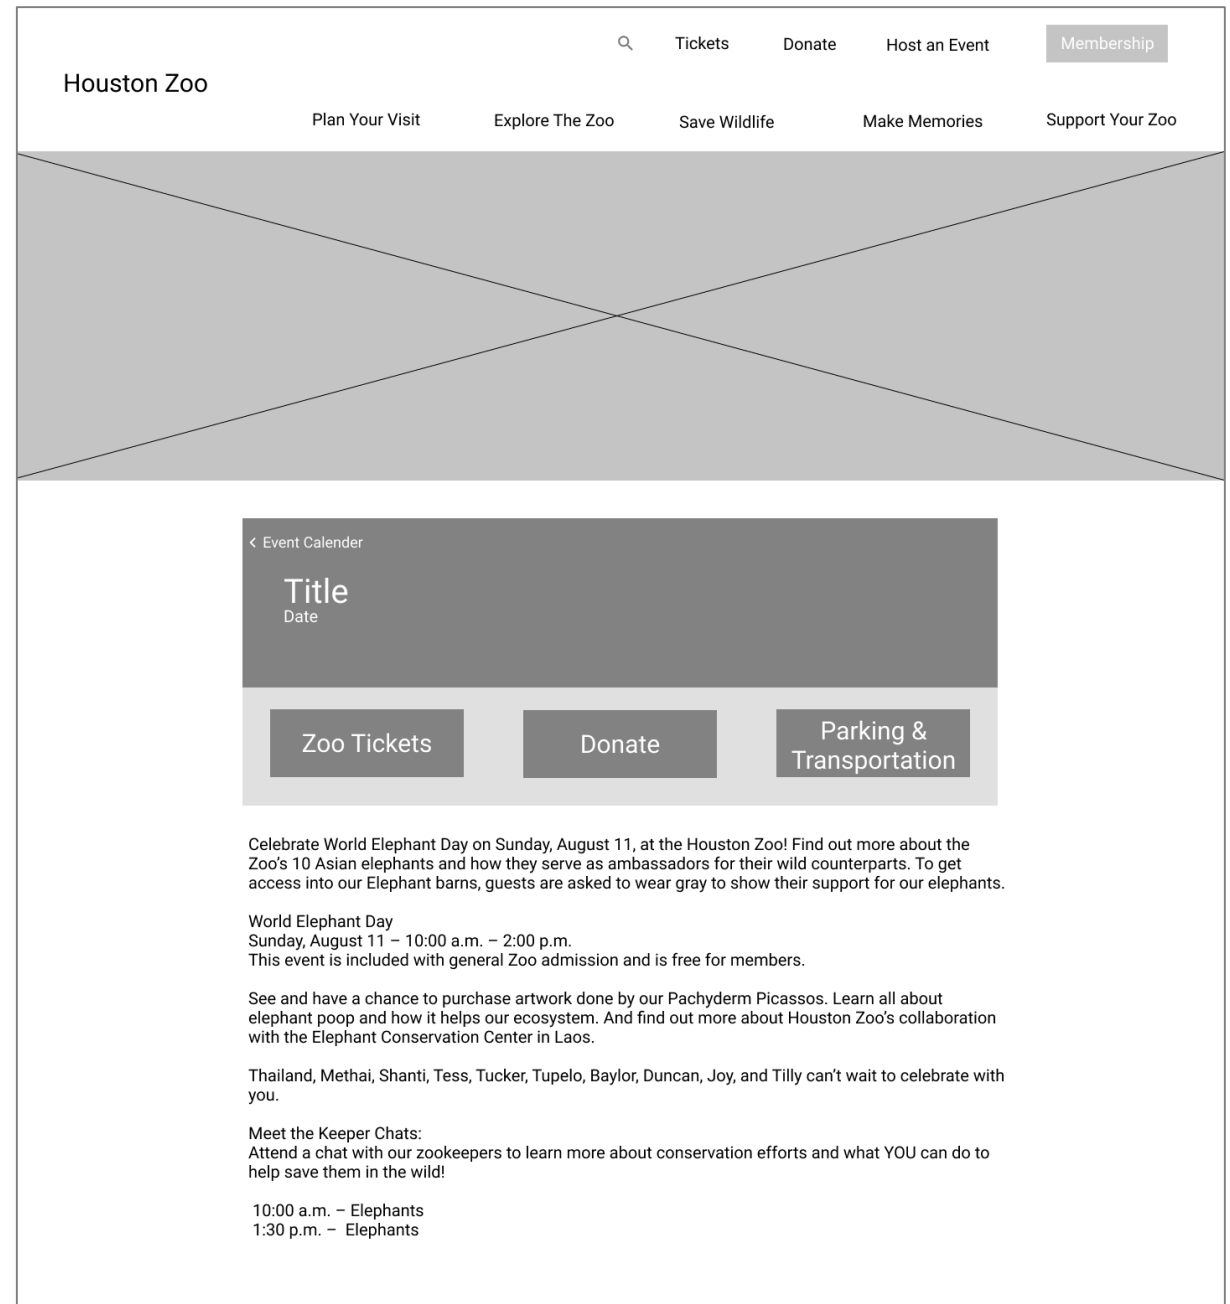 Tickets
Donate
Host an Event
Membership
Houston Zoo
Plan Your Visit
Explore The Zoo
Save Wildlife
Make Memories
Support Your Zoo
< Event Calender
Title
Date
Zoo Tickets
Donate
Parking &
Transportation
Celebrate World Elephant Day on Sunday, August 11, at the Houston Zoo! Find out more about the
Zoo’s 10 Asian elephants and how they serve as ambassadors for their wild counterparts. To get
access into our Elephant barns, guests are asked to wear gray to show their support for our elephants.
World Elephant Day
Sunday, August 11 – 10:00 a.m. – 2:00 p.m.
This event is included with general Zoo admission and is free for members.
See and have a chance to purchase artwork done by our Pachyderm Picassos. Learn all about
elephant poop and how it helps our ecosystem. And find out more about Houston Zoo’s collaboration
with the Elephant Conservation Center in Laos.
Thailand, Methai, Shanti, Tess, Tucker, Tupelo, Baylor, Duncan, Joy, and Tilly can’t wait to celebrate with
you.
Meet the Keeper Chats:
Attend a chat with our zookeepers to learn more about conservation efforts and what YOU can do to
help save them in the wild!
10:00 a.m. – Elephants
1:30 p.m. – Elephants